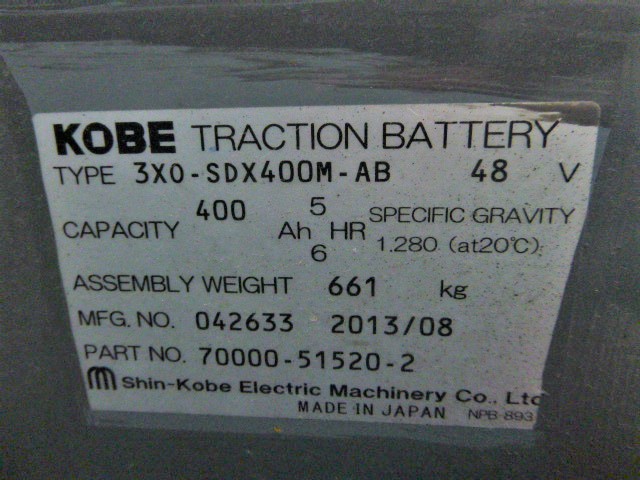 KOBE TRACTION BATTERY
TYPE 3X0-SDX400M-AB 48 V
CAPACITY 400 Ah 5 HR SPECIFIC GRAVITY
6 1.280 (at20℃)
ASSEMBLY WEIGHT 661 kg
MFG. NO. 042633 2013/08
PART NO. 70000-51520-2
Shin-Kobe Electric Machinery Co., Ltd
MADE IN JAPAN NPB-893